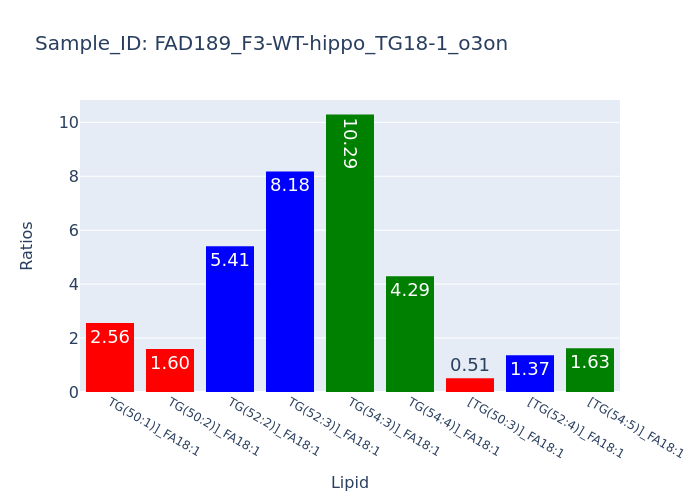 Sample_ID: FAD189_F3-WT-hippo_TG18-1_o3on
10
8
6
4
2
0
Ratios
2.56
1.60
5.41
8.18
10.29
4.29
0.51
1.37
1.63
TG(50:1)]_FA18:1
TG(50:2)]_FA18:1
TG(52:2)]_FA18:1
TG(52:3)]_FA18:1
TG(54:3)]_FA18:1
TG(54:4)]_FA18:1
[TG(50:3)]_FA18:1
[TG(52:4)]_FA18:1
[TG(54:5)]_FA18:1
Lipid